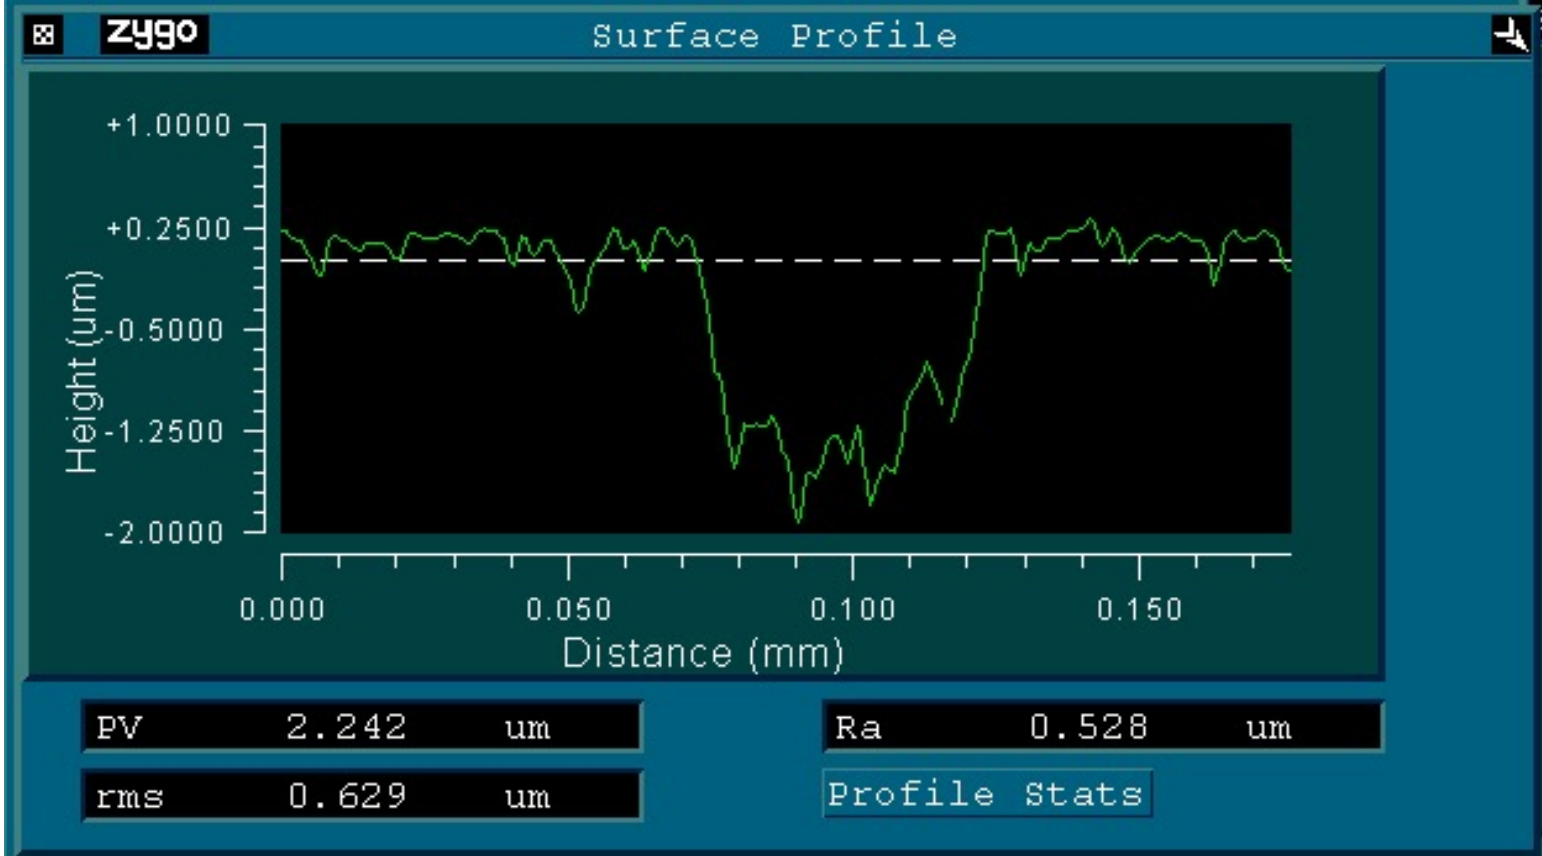 zygo
Surface Profile
+1.0000
+0.2500
-0.5000
-1.2500
-2.0000
Height (um)
0.000 0.050 0.100 0.150
Distance (mm)
PV 2.242 um
Ra 0.528 um
rms 0.629 um
Profile Stats